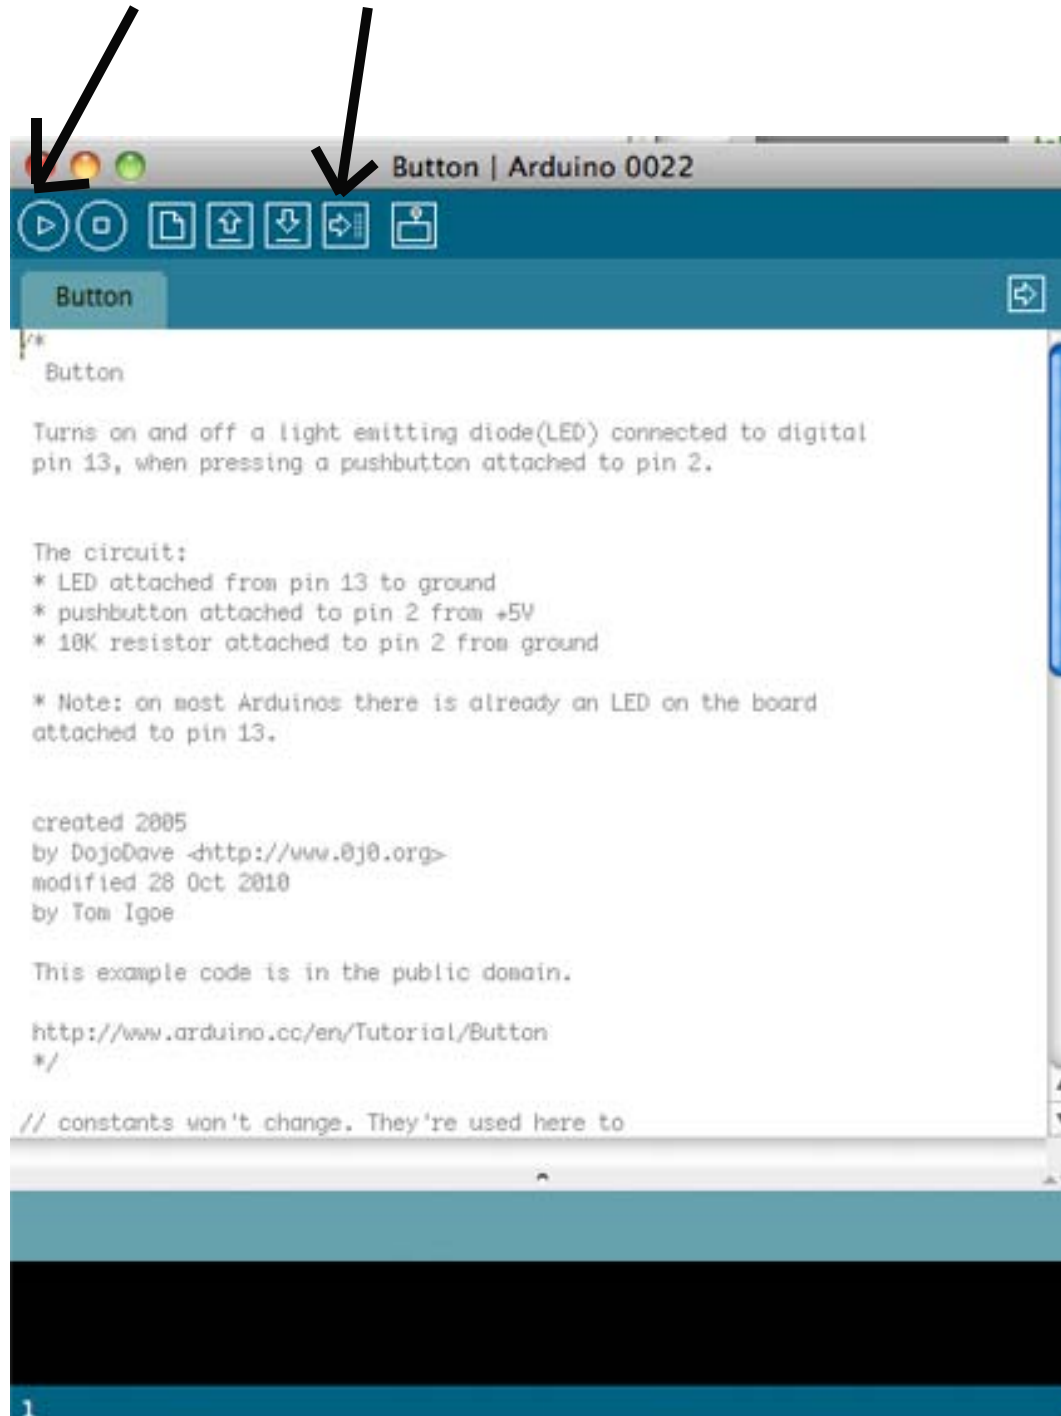 Button | Arduino 0022
Button
/*
Button
Turns on and off a light emitting diode(LED) connected to digital
pin 13, when pressing a pushbutton attached to pin 2.
The circuit:
* LED attached from pin 13 to ground
* pushbutton attached to pin 2 from +5V
* 10K resistor attached to pin 2 from ground
* Note: on most Arduinos there is already an LED on the board
attached to pin 13.
created 2005
by DojoDave <http://www.0j0.org>
modified 28 Oct 2010
by Tom Igoe
This example code is in the public domain.
http://www.arduino.cc/en/Tutorial/Button
*/
// constants won't change. They're used here to
1